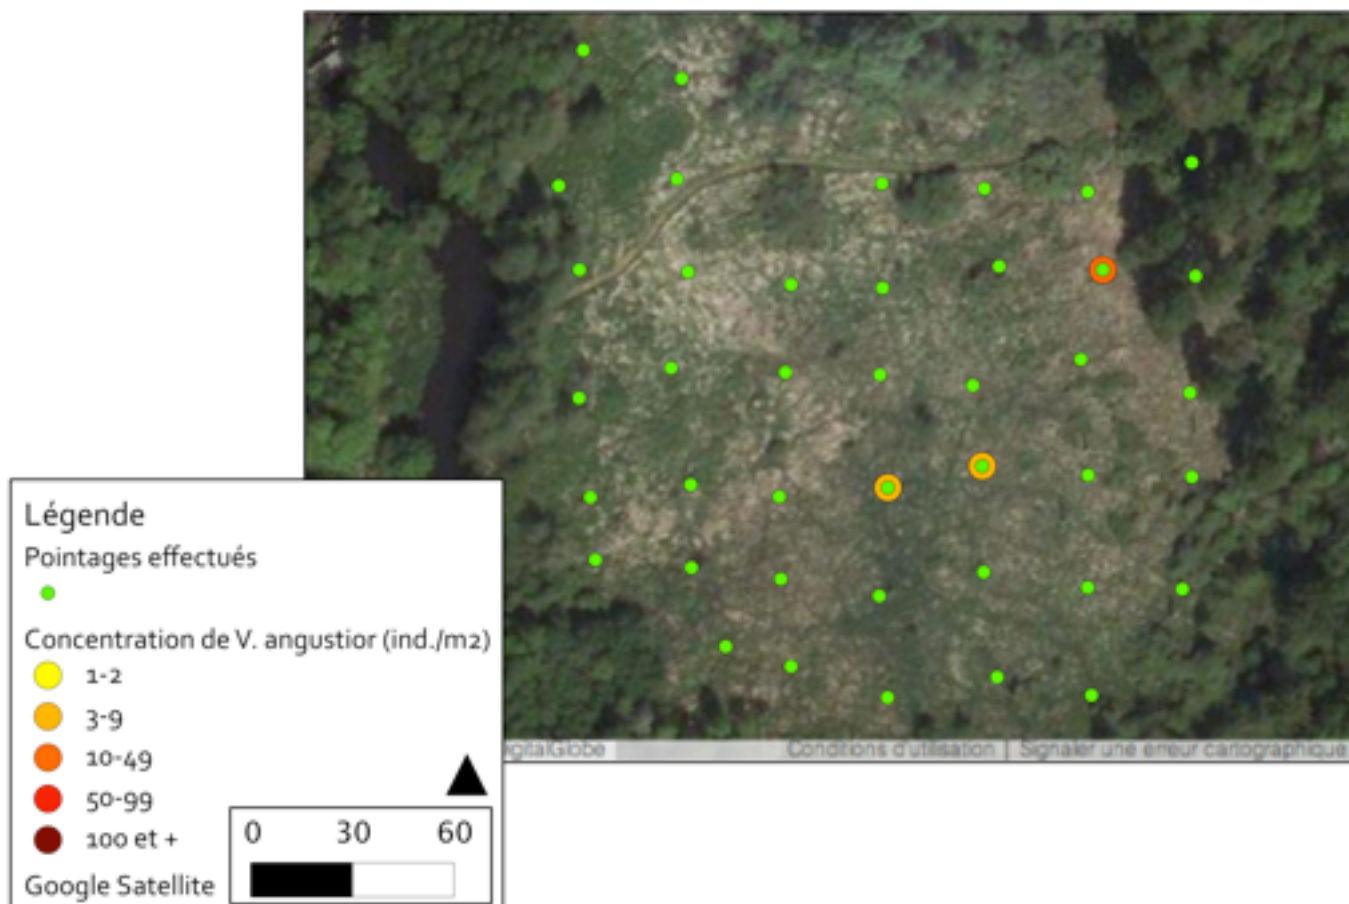 Légende
Pointages effectués
Concentration de V. angustior (ind./m2)
1-2
3-9
10-49
50-99
100 et +
Google Satellite
0 30 60
DigitalGlobe
Conditions d'utilisation | Signaler une erreur cartographique